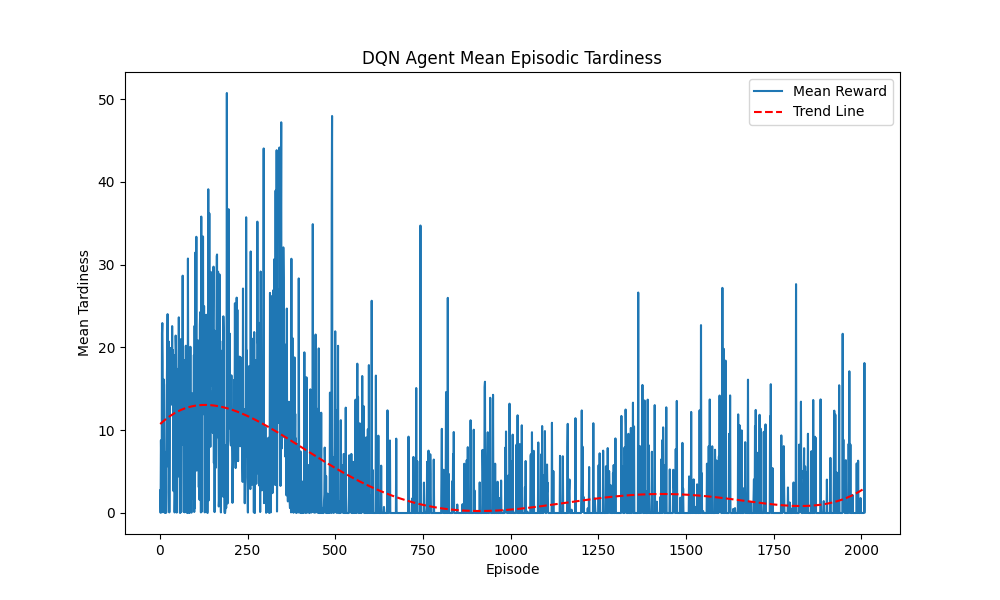 DQN Agent Mean Episodic Tardiness
Mean Reward
Trend Line
Mean Tardiness
50
40
30
20
10
0
0 250 500 750 1000 1250 1500 1750 2000
Episode